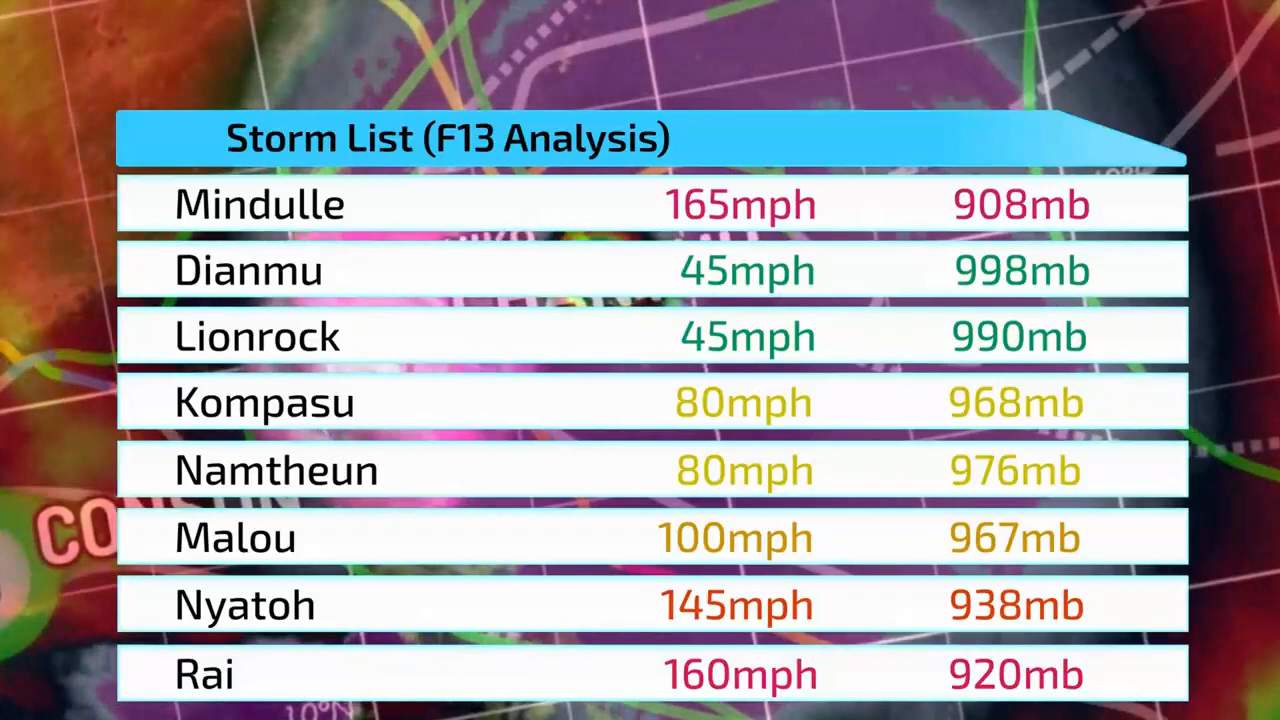 Storm List (F13 Analysis)
Mindulle 165mph 908mb
Dianmu 45mph 998mb
Lionrock 45mph 990mb
Kompasu 80mph 968mb
Namtheun 80mph 976mb
Malou 100mph 967mb
Nyatoh 145mph 938mb
Rai 160mph 920mb
10°N